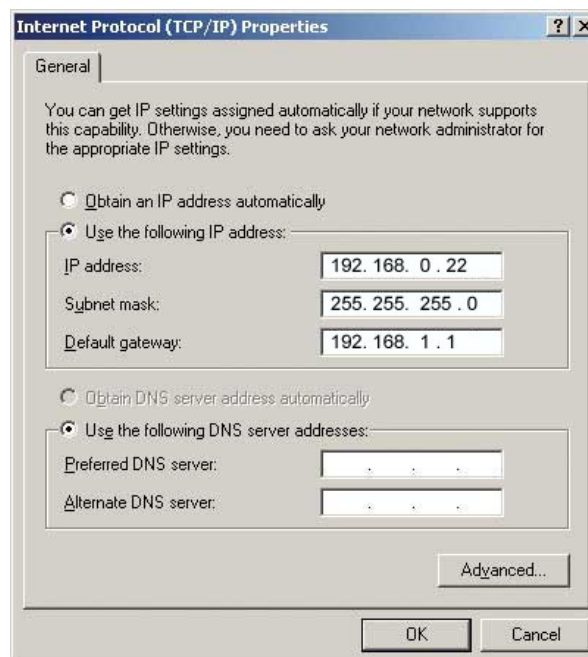 Internet Protocol (TCP/IP) Properties
General
You can get IP settings assigned automatically if your network supports
this capability. Otherwise, you need to ask your network administrator for
the appropriate IP settings.
Obtain an IP address automatically
Use the following IP address:
IP address: 192. 168. 0 . 22
Subnet mask: 255. 255. 255 . 0
Default gateway: 192. 168. 1 . 1
Obtain DNS server address automatically
Use the following DNS server addresses:
Preferred DNS server: . . .
Alternate DNS server: . . .
Advanced...
OK Cancel